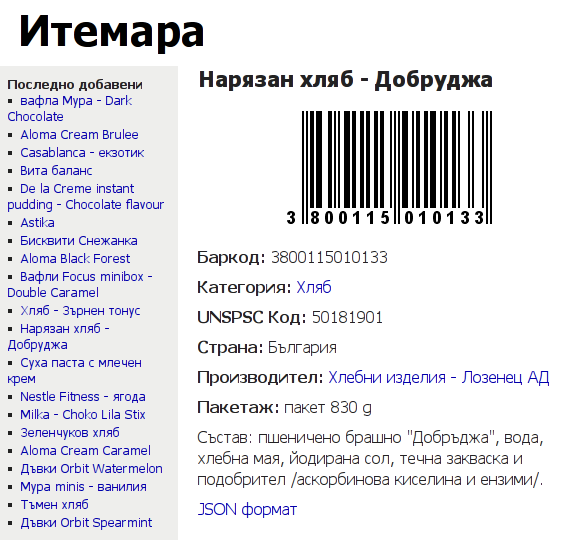 Итемара
Последно добавени
вафла Мура - Dark
Chocolate
Aloma Cream Brulee
Casablanca - екзотик
Вита баланс
De la Creme instant
pudding - Chocolate flavour
Astika
Бисквити Снежанка
Aloma Black Forest
Вафли Focus minibox -
Double Caramel
Хляб - Зърнен тонус
Нарязан хляб -
Добруджа
Суха паста с млечен
крем
Nestle Fitness - ягода
Milka - Choko Lila Stix
Зеленчуков хляб
Aloma Cream Caramel
Дъвки Orbit Watermelon
Мура minis - ванилия
Тъмен хляб
Дъвки Orbit Spearmint
Нарязан хляб - Добруджа
3 800115 010133
Баркод: 3800115010133
Категория: Хляб
UNSPSC Код: 50181901
Страна: България
Производител: Хлебни изделия - Лозенец АД
Пакетаж: пакет 830 g
Състав: пшеничено брашно "Добръджа", вода,
хлебна мая, йодирана сол, течна закваска и
подобрител /аскорбинова киселина и ензими/.
JSON формат